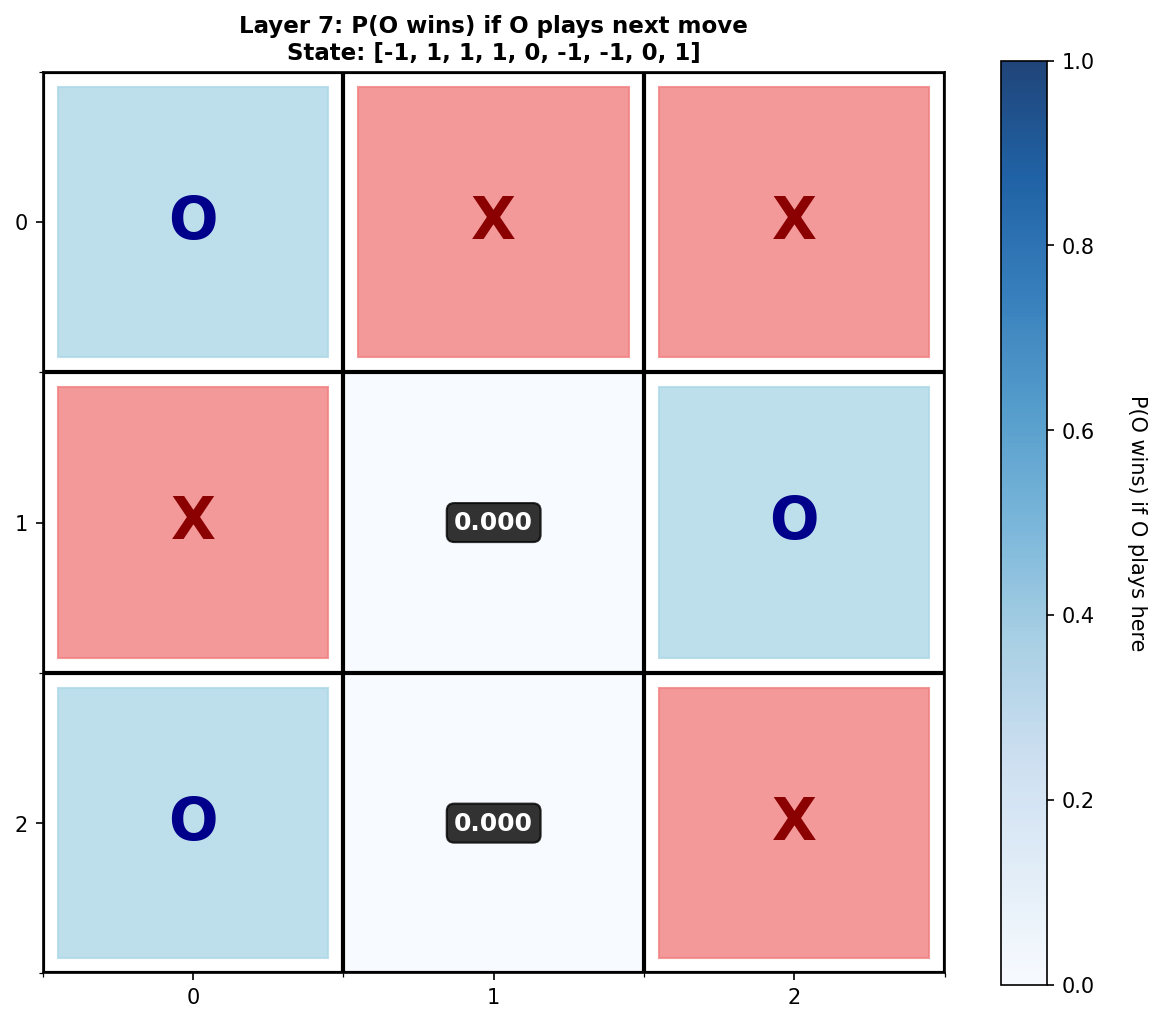 Layer 7: P(O wins) if O plays next move
State: [-1, 1, 1, 1, 0, -1, -1, 0, 1]
O X X
X 0.000 O
O 0.000 X
0
1
2
0 1 2
1.0
0.8
0.6
0.4
0.2
0.0
P(O wins) if O plays here